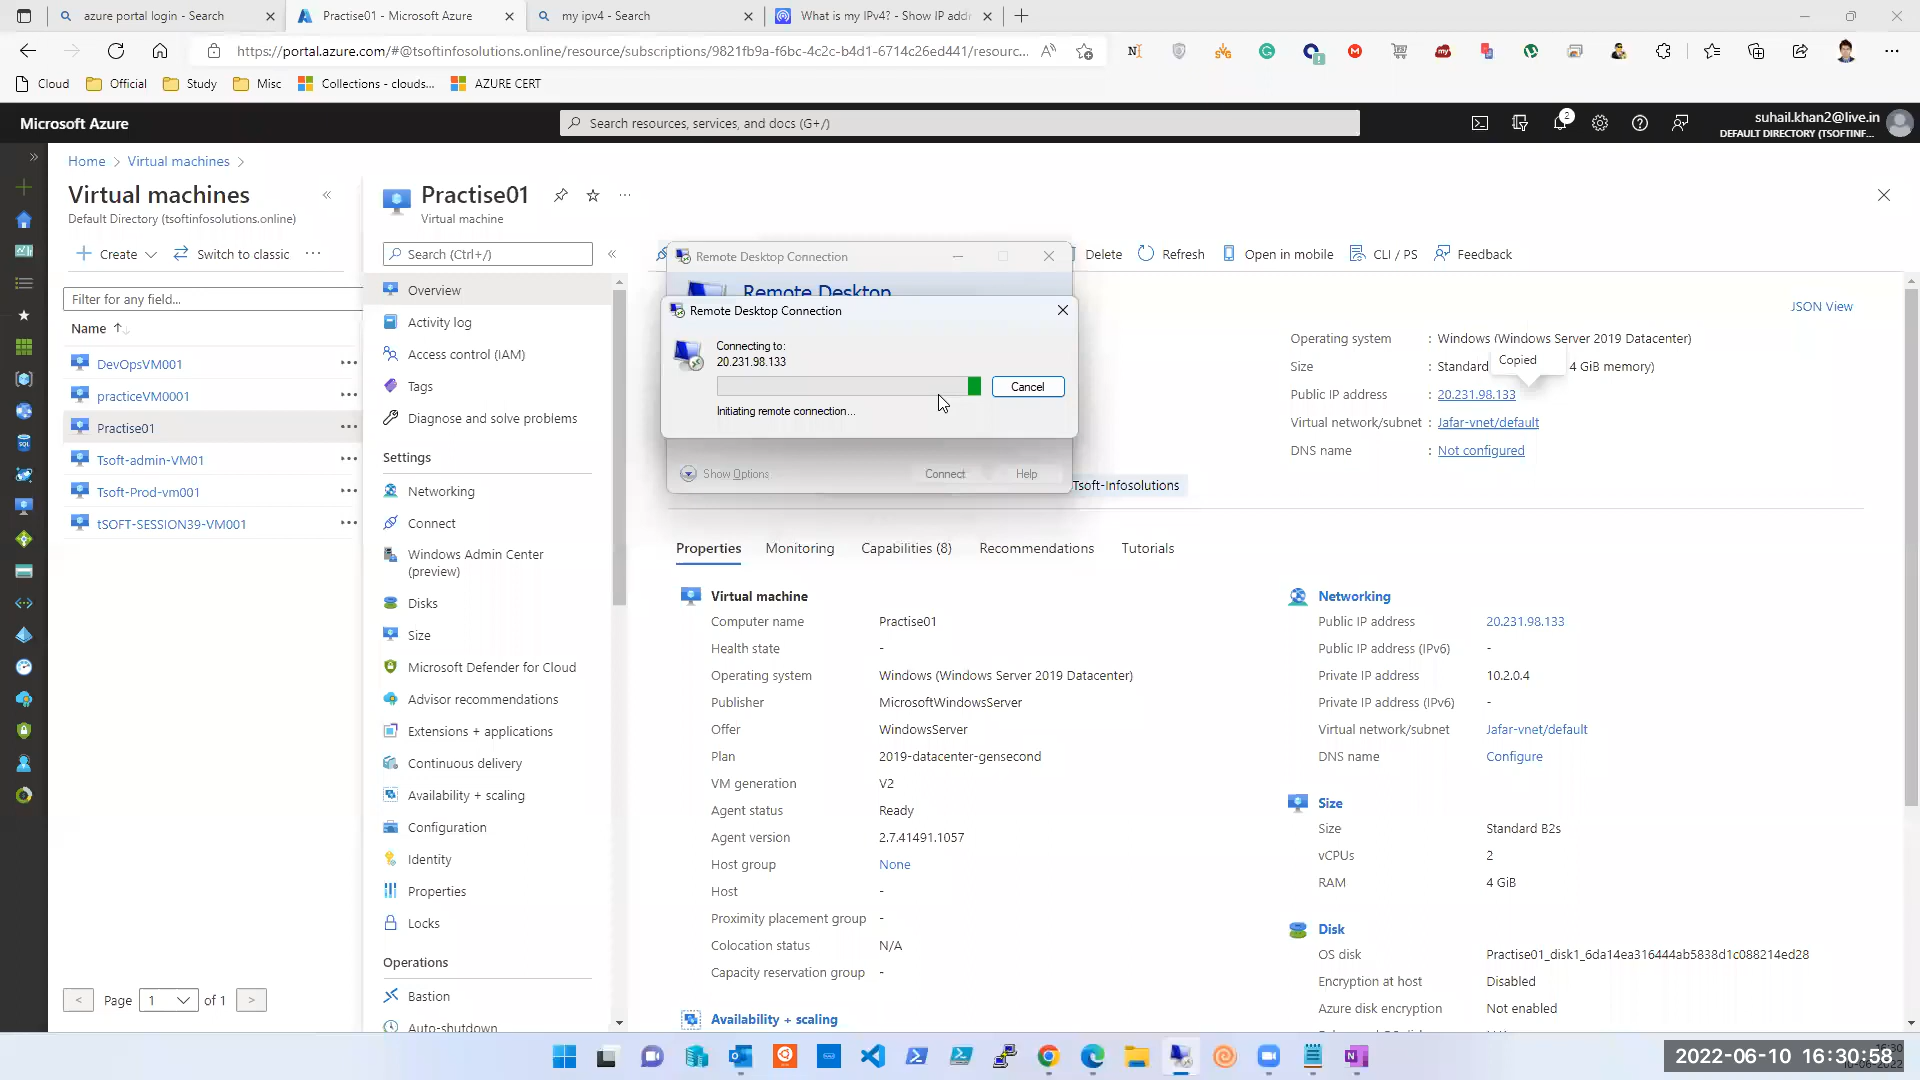 azure portal login - Search
Practise01 - Microsoft Azure
my ipv4 - Search
What is my IPv4? - Show IP addr
https://portal.azure.com/#@tsoftinfosolutions.online/resource/subscriptions/9821fb9a-f6bc-4c2c-b4d1-6714c26ed441/resourc...
Cloud
Official
Study
Misc
Collections - clouds...
AZURE CERT
Microsoft Azure
Search resources, services, and docs (G+/)
2
suhail.khan2@live.in
DEFAULT DIRECTORY (TSOFTINF...
Home > Virtual machines >
Virtual machines
Default Directory (tsoftinfosolutions.online)
Create
Switch to classic
Filter for any field...
Name
DevOpsVM001
practiceVM0001
Practise01
Tsoft-admin-VM01
Tsoft-Prod-vm001
tSOFT-SESSION39-VM001
< Page 1 of 1 >
Practise01
Virtual machine
Search (Ctrl+/)
Overview
Activity log
Access control (IAM)
Tags
Diagnose and solve problems
Settings
Networking
Connect
Windows Admin Center
(preview)
Disks
Size
Microsoft Defender for Cloud
Advisor recommendations
Extensions + applications
Continuous delivery
Availability + scaling
Configuration
Identity
Properties
Locks
Operations
Bastion
Auto-shutdown
Delete
Refresh
Open in mobile
CLI / PS
Feedback
JSON View
Remote Desktop Connection
Remote Desktop
Remote Desktop Connection
Connecting to:
20.231.98.133
Cancel
Initiating remote connection...
Show Options
Connect
Help
Operating system : Windows (Windows Server 2019 Datacenter)
Copied
Size : Standard 4 GiB memory)
Public IP address : 20.231.98.133
Virtual network/subnet : Jafar-vnet/default
DNS name : Not configured
Tsoft-Infosolutions
Properties
Monitoring
Capabilities (8)
Recommendations
Tutorials
Virtual machine
Computer name Practise01
Health state -
Operating system Windows (Windows Server 2019 Datacenter)
Publisher MicrosoftWindowsServer
Offer WindowsServer
Plan 2019-datacenter-gensecond
VM generation V2
Agent status Ready
Agent version 2.7.41491.1057
Host group None
Host -
Proximity placement group -
Colocation status N/A
Capacity reservation group -
Availability + scaling
Networking
Public IP address 20.231.98.133
Public IP address (IPv6) -
Private IP address 10.2.0.4
Private IP address (IPv6) -
Virtual network/subnet Jafar-vnet/default
DNS name Configure
Size
Size Standard B2s
vCPUs 2
RAM 4 GiB
Disk
OS disk Practise01_disk1_6da14ea316444ab5838d1c088214ed28
Encryption at host Disabled
Azure disk encryption Not enabled
2022-06-10 16:30:58